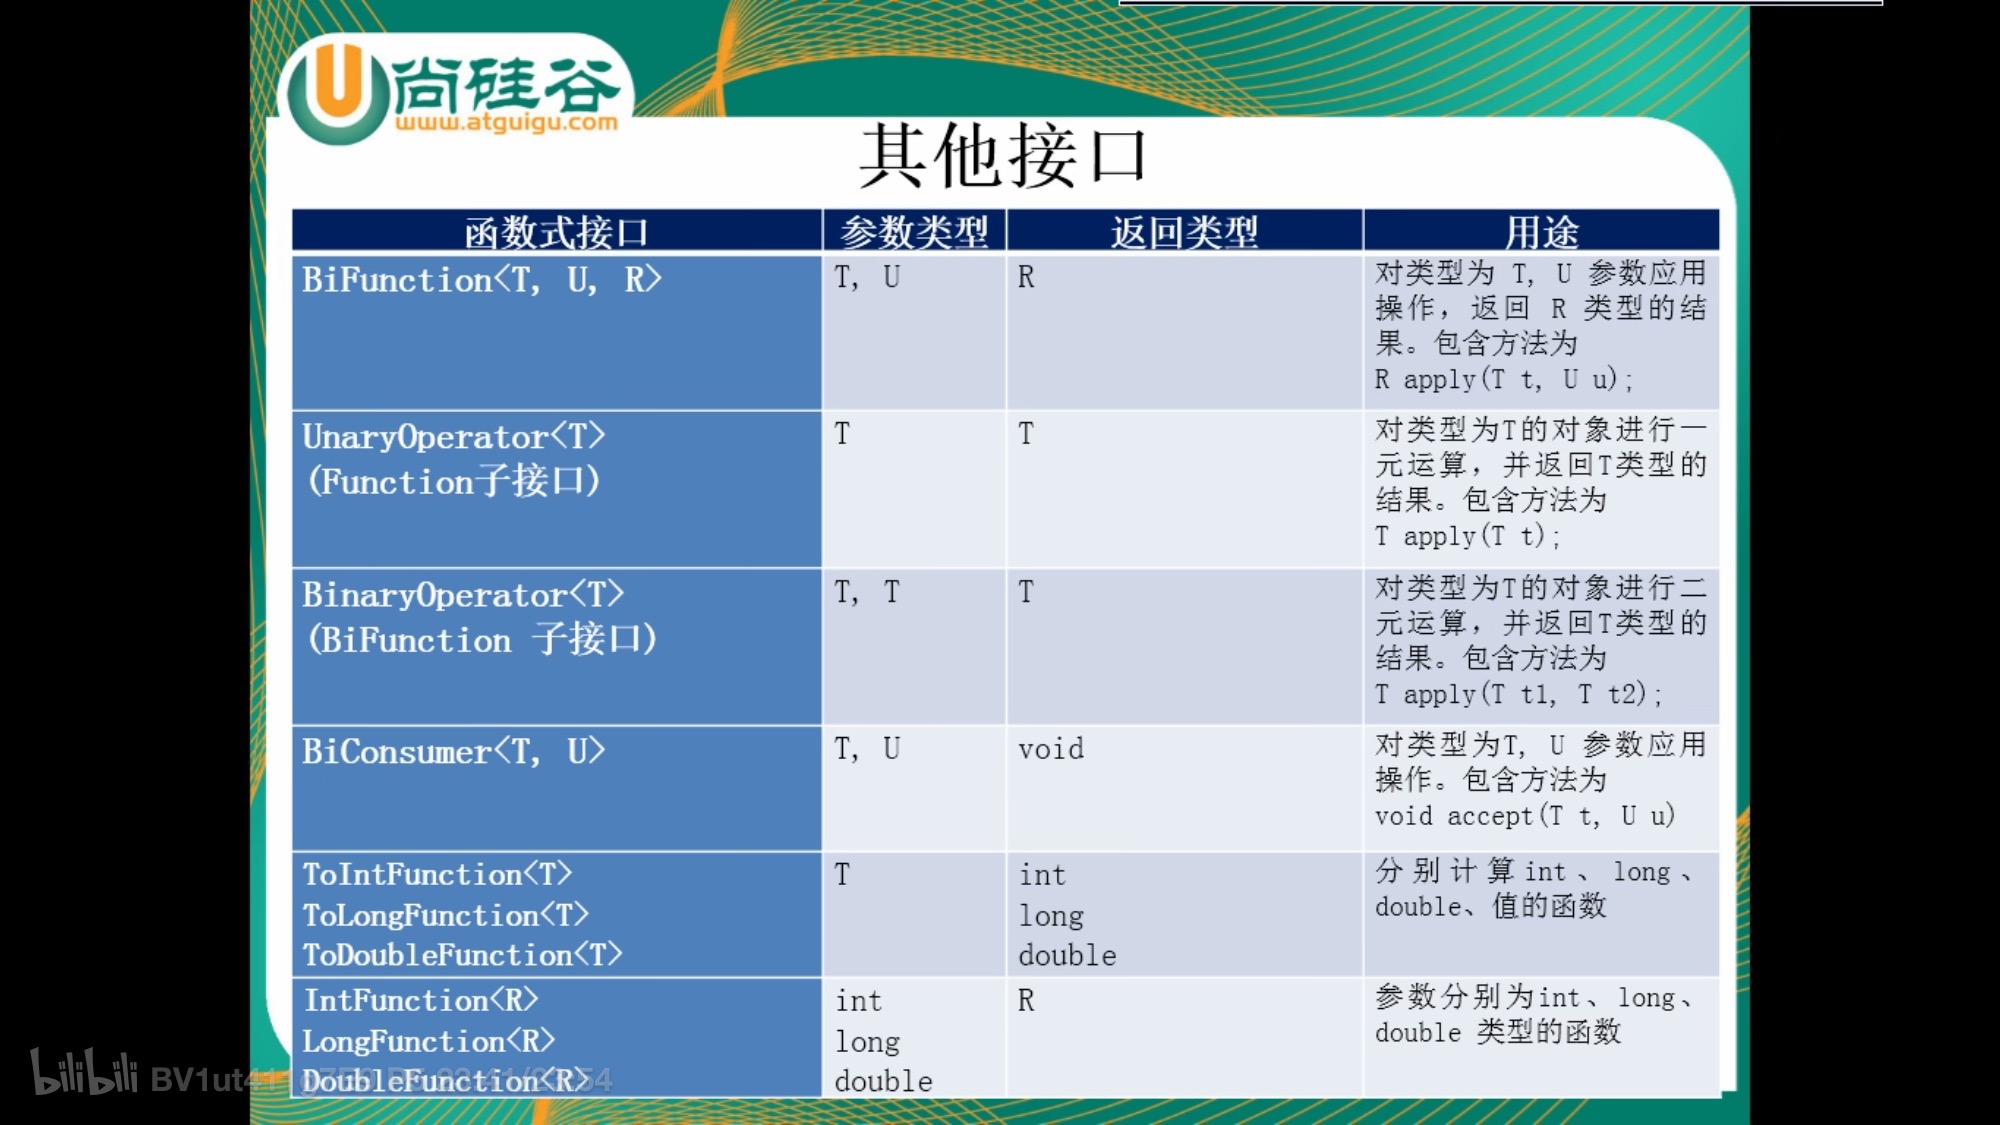 尚硅谷
www.atguigu.com
其他接口
函数式接口 参数类型 返回类型 用途
BiFunction<T, U, R> T, U R
对类型为 T, U 参数应用
操作，返回 R 类型的结
果。包含方法为
R apply(T t, U u);
UnaryOperator<T>
(Function子接口)
T T
对类型为T的对象进行一
元运算，并返回T类型的
结果。包含方法为
T apply(T t);
BinaryOperator<T>
(BiFunction 子接口)
T, T T
对类型为T的对象进行二
元运算，并返回T类型的
结果。包含方法为
T apply(T t1, T t2);
BiConsumer<T, U> T, U void
对类型为T, U 参数应用
操作。包含方法为
void accept(T t, U u)
ToIntFunction<T>
ToLongFunction<T>
ToDoubleFunction<T>
T
int
long
double
分别计算int、long、
double、值的函数
IntFunction<R>
LongFunction<R>
DoubleFunction<R>
int
long
double
R
参数分别为int、long、
double 类型的函数
bilibili